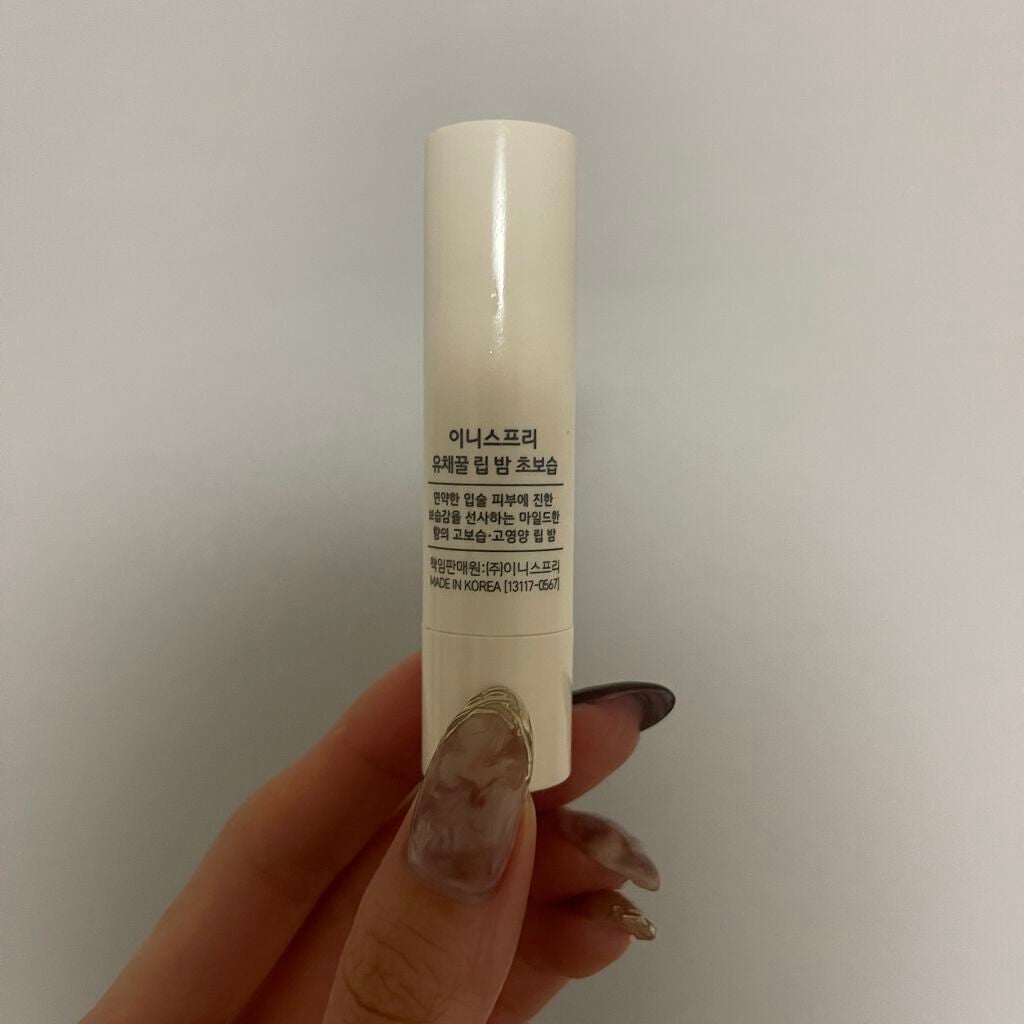 이니스프리
유채꿀 립 밤 초보습
연약한 입술 피부에 진한
보습감을 선사하는 마일드한
향의 고보습·고영양 립 밤
책임판매원:(주)이니스프리
MADE IN KOREA [13117-0567]